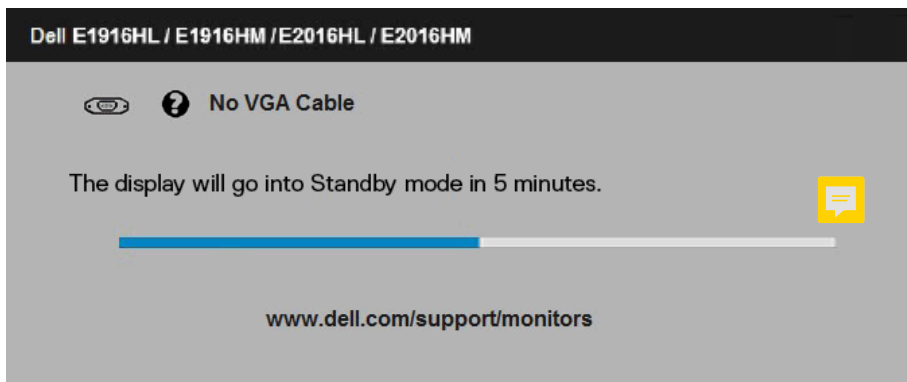 Dell E1916HL / E1916HM /E2016HL / E2016HM
No VGA Cable
The display will go into Standby mode in 5 minutes.
www.dell.com/support/monitors